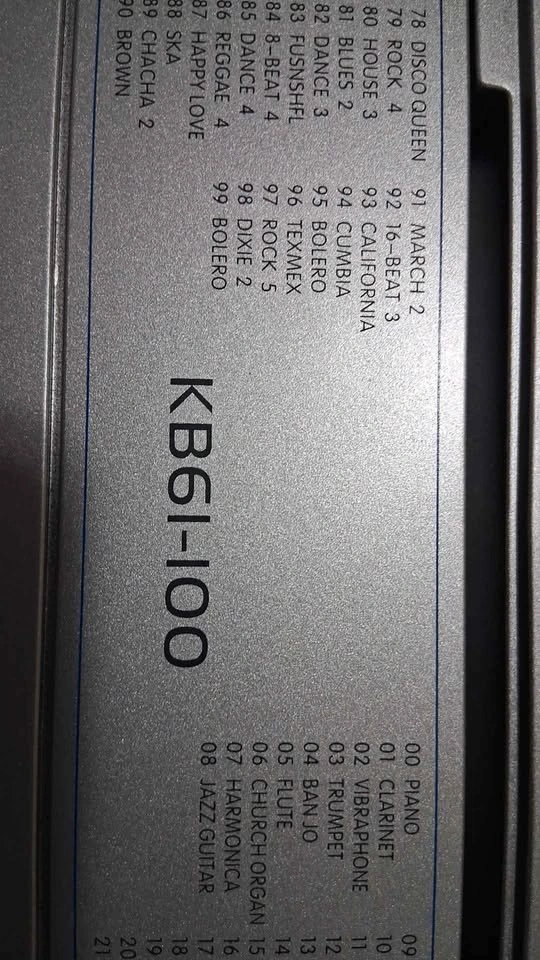 78 DISCO QUEEN
79 ROCK 4
80 HOUSE 3
81 BLUES 2
82 DANCE 3
83 FUSNSHFL
84 8-BEAT 4
85 DANCE 4
86 REGGAE 4
87 HAPPY LOVE
88 SKA
89 CHACHA 2
90 BROWN
91 MARCH 2
92 16-BEAT 3
93 CALIFORNIA
94 CUMBIA
95 BOLERO
96 TEXMEX
97 ROCK 5
98 DIXIE 2
99 BOLERO
KB61-100
00 PIANO
01 CLARINET
02 VIBRAPHONE
03 TRUMPET
04 BANJO
05 FLUTE
06 CHURCH ORGAN
07 HARMONICA
08 JAZZ GUITAR
09
10
11
12
13
14
15
16
17
18
19
20
21